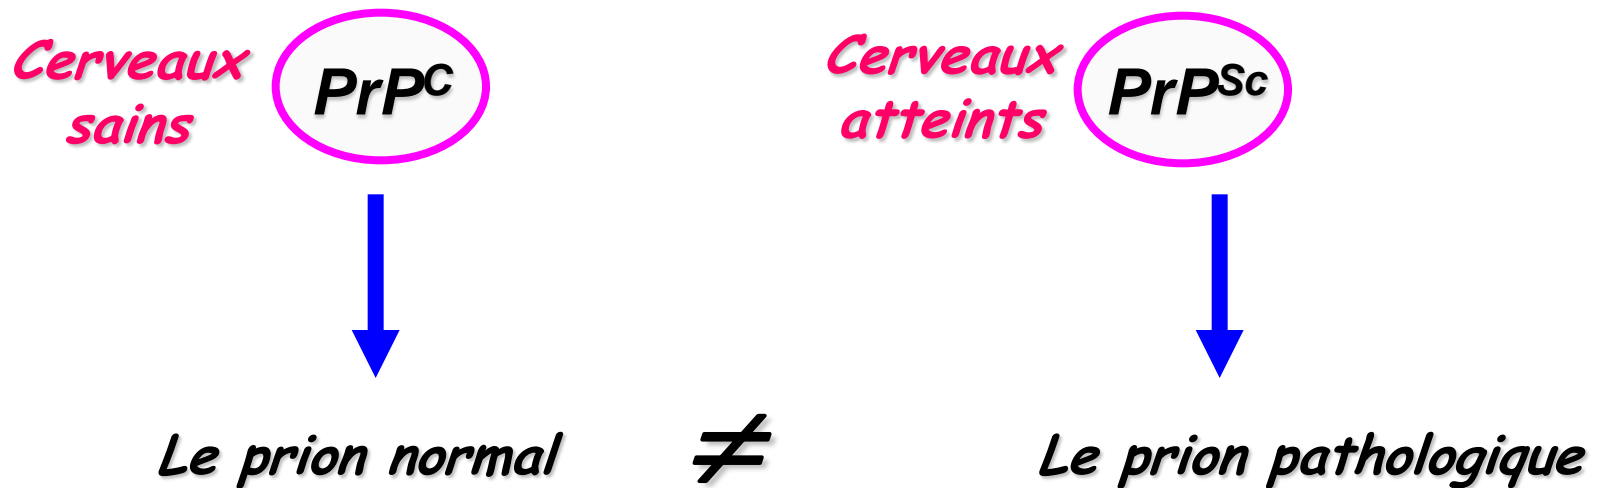 Cerveaux
sains
PrPC
Cerveaux
atteints
PrPSc
Le prion normal
≠
Le prion pathologique